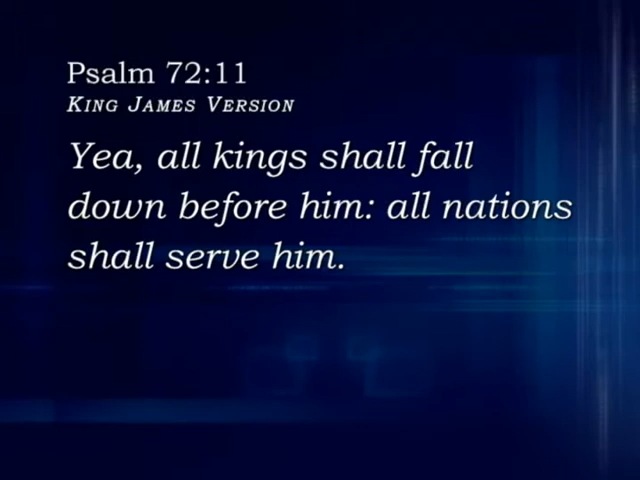 Psalm 72:11
King James Version
Yea, all kings shall fall
down before him: all nations
shall serve him.